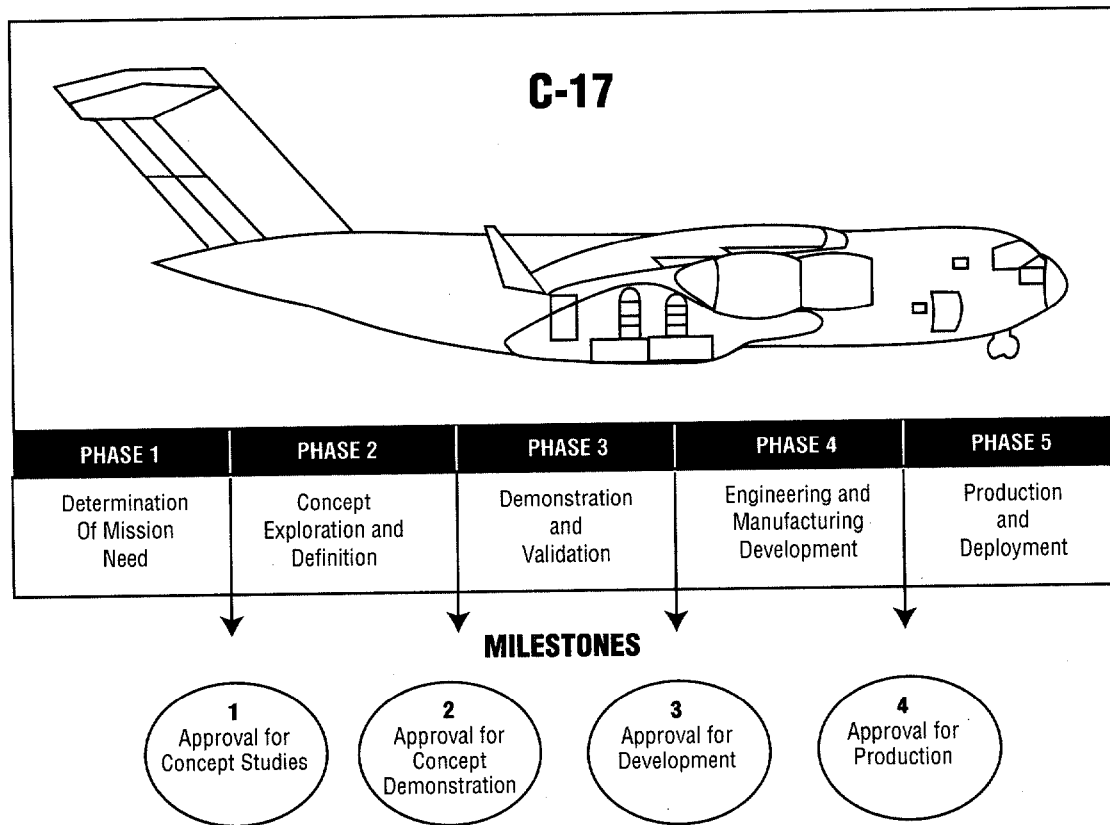 C-17
PHASE 1
PHASE 2
PHASE 3
PHASE 4
PHASE 5
Determination
Of Mission
Need
Concept
Exploration and
Definition
Demonstration
and
Validation
Engineering and
Manufacturing
Development
Production
and
Deployment
MILESTONES
1
Approval for
Concept Studies
2
Approval for
Concept
Demonstration
3
Approval for
Development
4
Approval for
Production